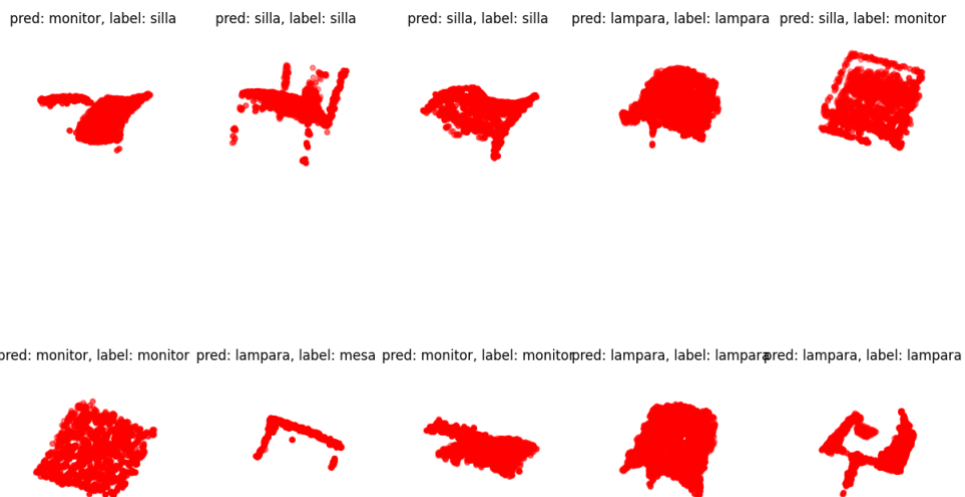 pred: monitor, label: silla
pred: silla, label: silla
pred: silla, label: silla
pred: lampara, label: lampara
pred: silla, label: monitor
pred: monitor, label: monitor
pred: lampara, label: mesa
pred: monitor, label: monitor
pred: lampara, label: lampara
pred: lampara, label: lampara